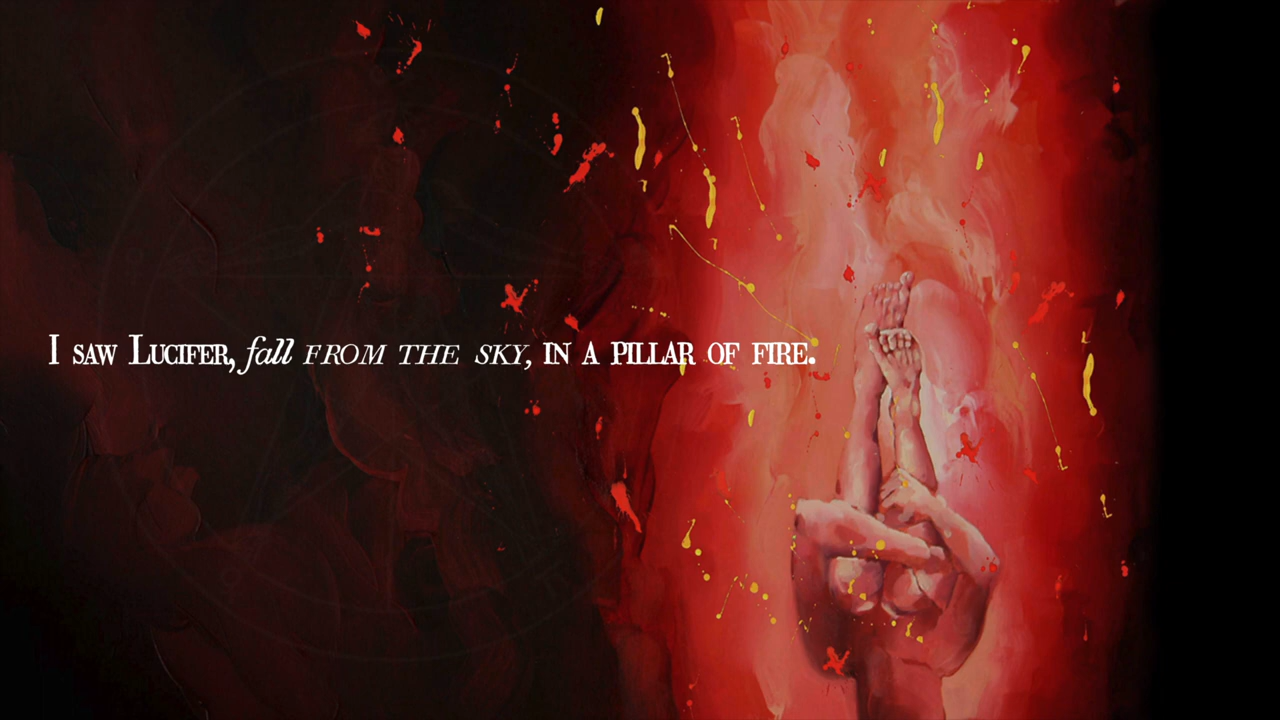 I saw Lucifer, fall from the sky, in a pillar of fire.